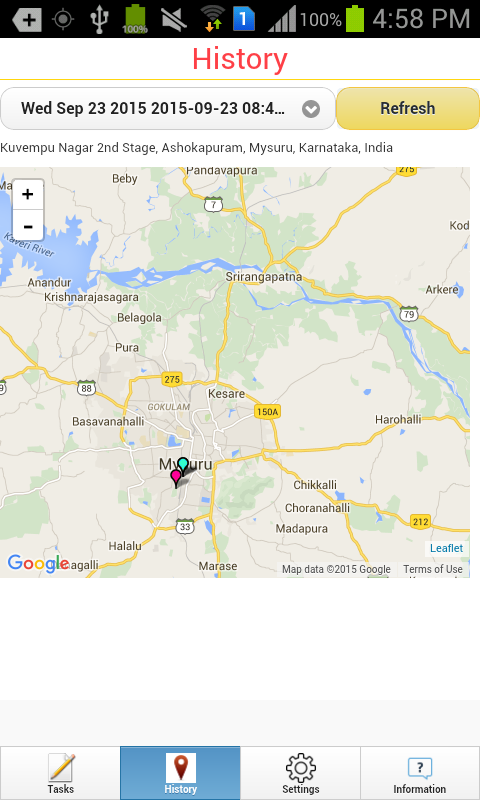 100%
1
100%
4:58 PM
History
Wed Sep 23 2015 2015-09-23 08:4...
Refresh
Kuvempu Nagar 2nd Stage, Ashokapuram, Mysuru, Karnataka, India
+
-
Pandavapura
275
Beby
7
Kod
Kaveri River
Srirangapatna
Anandur
Krishnarajasagara
Arkere
79
Belagola
Pura
275
88
Kesare
GOKULAM
150A
Basavanahalli
Harohalli
Mysuru
Chikkalli
Choranahalli
212
33
Madapura
Halalu
Leaflet
Google
Marase
Map data ©2015 Google
Terms of Use
Tasks
History
Settings
?
Information